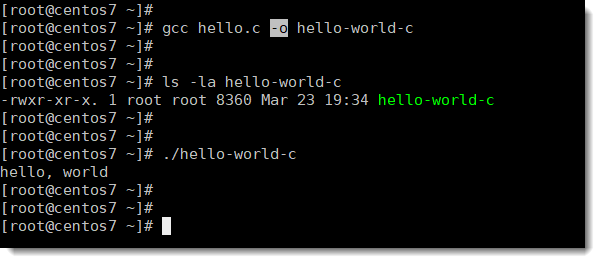 [root@centos7 ~]#
[root@centos7 ~]# gcc hello.c -o hello-world-c
[root@centos7 ~]#
[root@centos7 ~]#
[root@centos7 ~]# ls -la hello-world-c
-rwxr-xr-x. 1 root root 8360 Mar 23 19:34 hello-world-c
[root@centos7 ~]#
[root@centos7 ~]#
[root@centos7 ~]# ./hello-world-c
hello, world
[root@centos7 ~]#
[root@centos7 ~]#
[root@centos7 ~]#